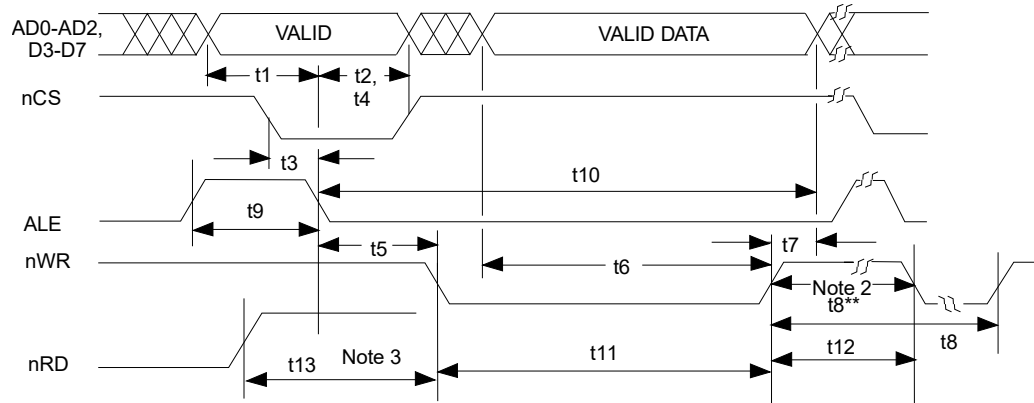 AD0-AD2,
D3-D7
VALID
VALID DATA
t1
t2,
t4
nCS
t3
t10
t9
ALE
t5
t7
nWR
t6
Note 2
t8**
t8
nRD
t13
Note 3
t11
t12